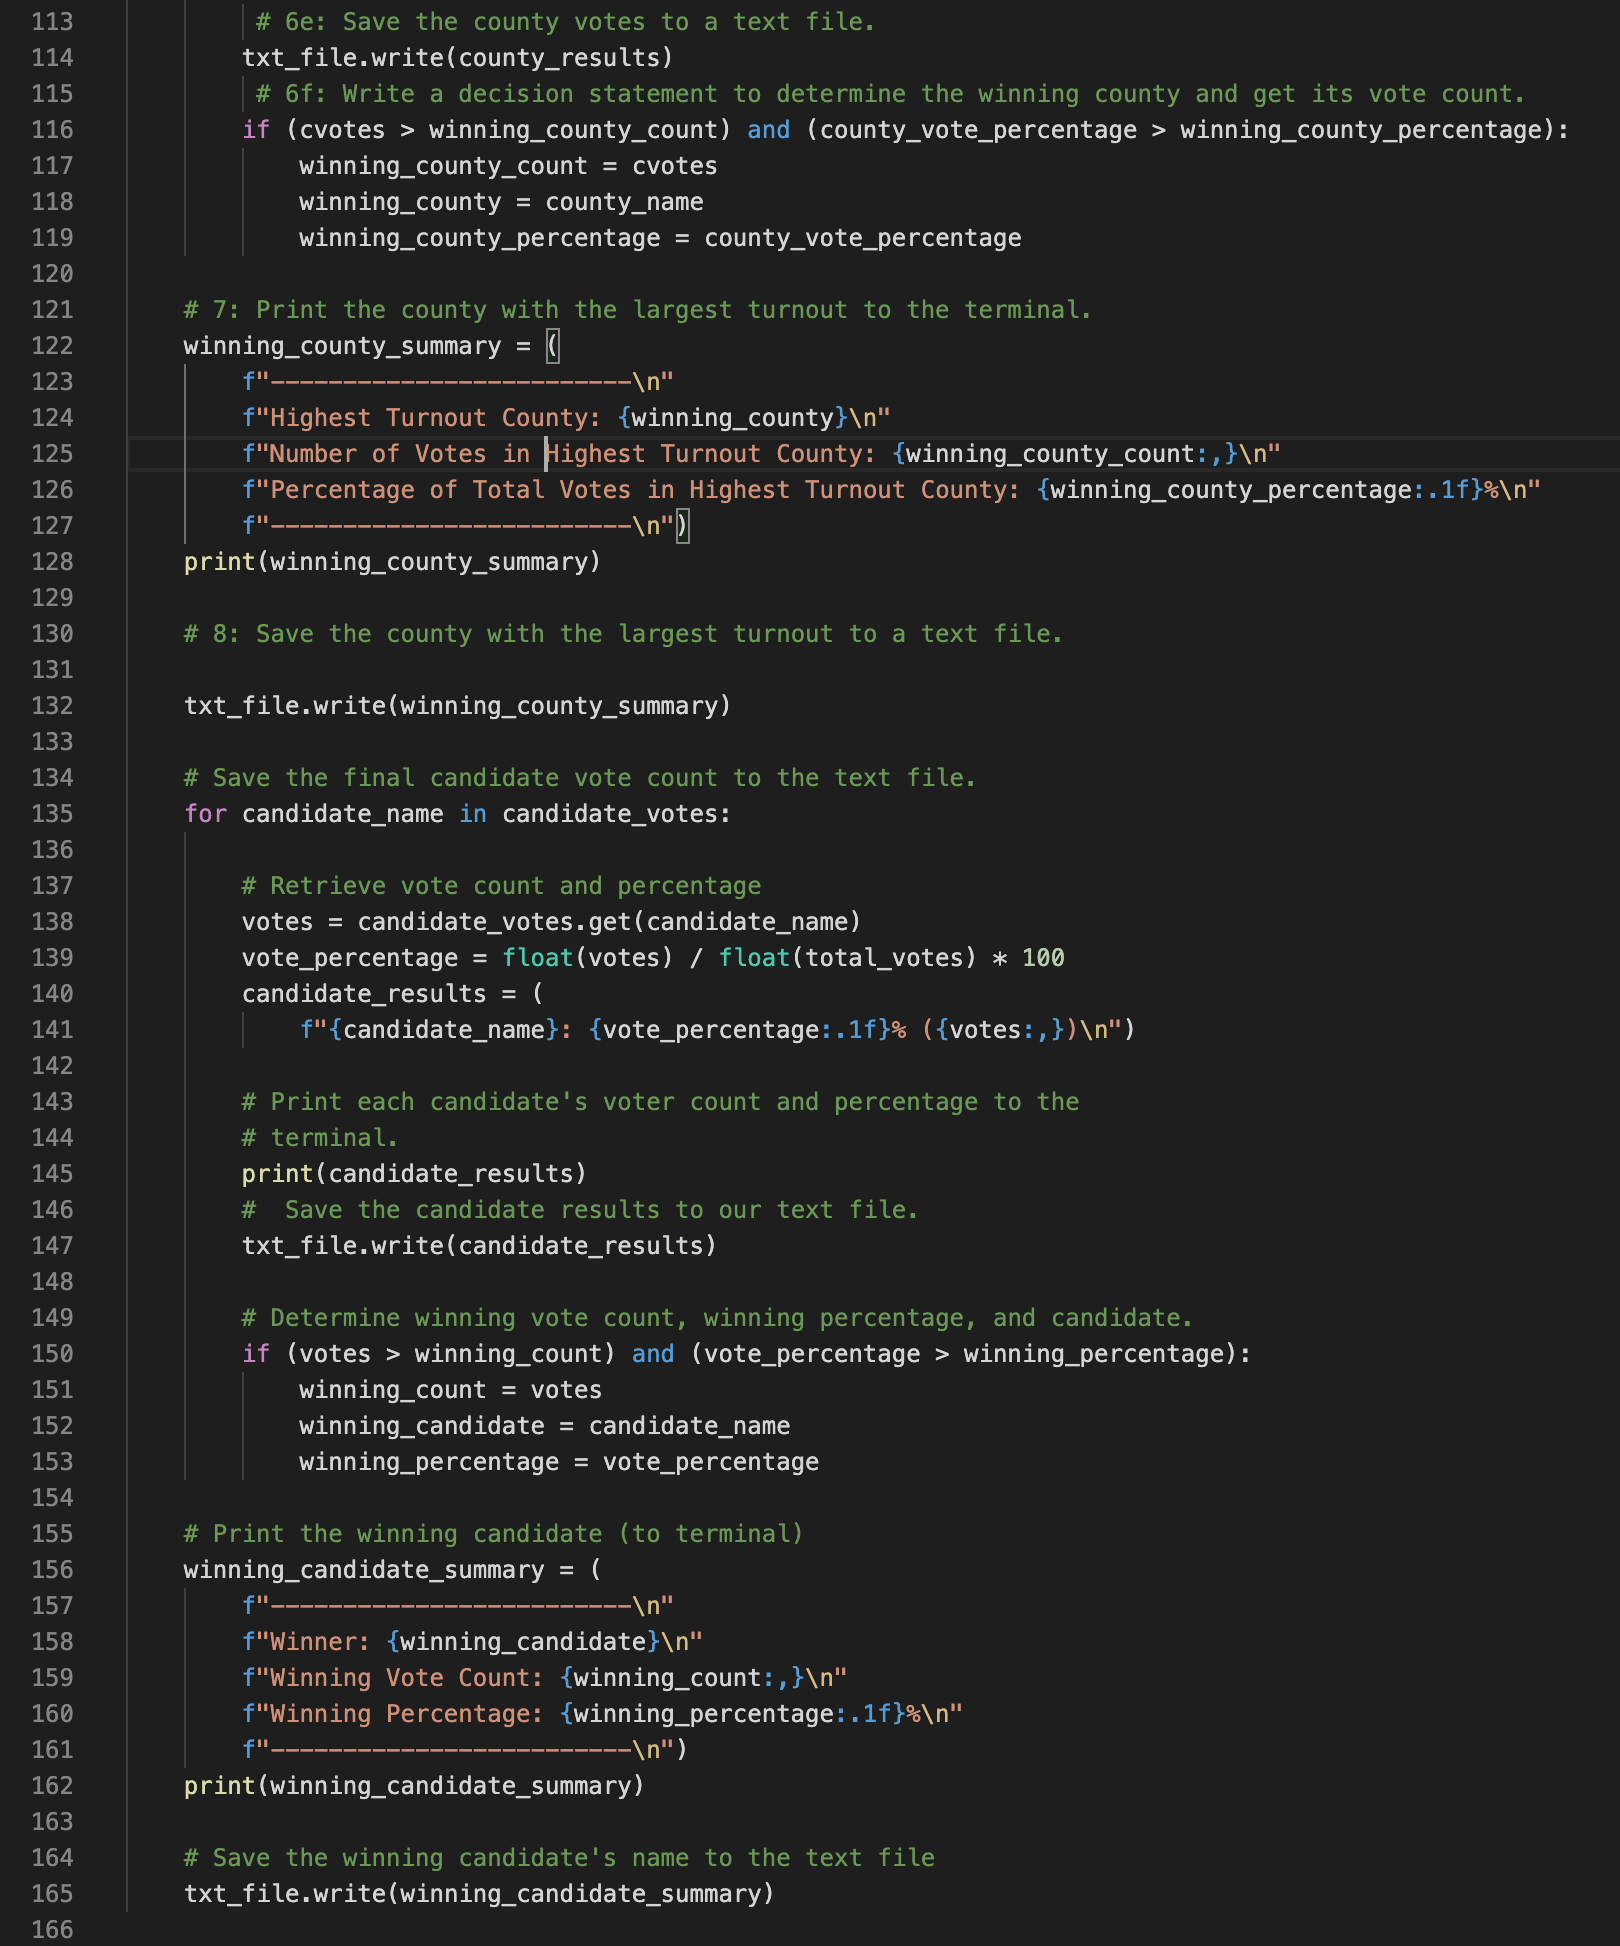 113             # 6e: Save the county votes to a text file.
114            txt_file.write(county_results)
115             # 6f: Write a decision statement to determine the winning county and get its vote count.
116            if (cvotes > winning_county_count) and (county_vote_percentage > winning_county_percentage):
117                winning_county_count = cvotes
118                winning_county = county_name
119                winning_county_percentage = county_vote_percentage
120
121        # 7: Print the county with the largest turnout to the terminal.
122        winning_county_summary = (
123            f"-------------------------\n"
124            f"Highest Turnout County: {winning_county}\n"
125            f"Number of Votes in Highest Turnout County: {winning_county_count:,}\n"
126            f"Percentage of Total Votes in Highest Turnout County: {winning_county_percentage:.1f}%\n"
127            f"-------------------------\n")
128        print(winning_county_summary)
129
130        # 8: Save the county with the largest turnout to a text file.
131
132        txt_file.write(winning_county_summary)
133
134        # Save the final candidate vote count to the text file.
135        for candidate_name in candidate_votes:
136
137            # Retrieve vote count and percentage
138            votes = candidate_votes.get(candidate_name)
139            vote_percentage = float(votes) / float(total_votes) * 100
140            candidate_results = (
141                f"{candidate_name}: {vote_percentage:.1f}% ({votes:,})\n")
142
143            # Print each candidate's voter count and percentage to the
144            # terminal.
145            print(candidate_results)
146            #  Save the candidate results to our text file.
147            txt_file.write(candidate_results)
148
149            # Determine winning vote count, winning percentage, and candidate.
150            if (votes > winning_count) and (vote_percentage > winning_percentage):
151                winning_count = votes
152                winning_candidate = candidate_name
153                winning_percentage = vote_percentage
154
155        # Print the winning candidate (to terminal)
156        winning_candidate_summary = (
157            f"-------------------------\n"
158            f"Winner: {winning_candidate}\n"
159            f"Winning Vote Count: {winning_count:,}\n"
160            f"Winning Percentage: {winning_percentage:.1f}%\n"
161            f"-------------------------\n")
162        print(winning_candidate_summary)
163
164        # Save the winning candidate's name to the text file
165        txt_file.write(winning_candidate_summary)
166